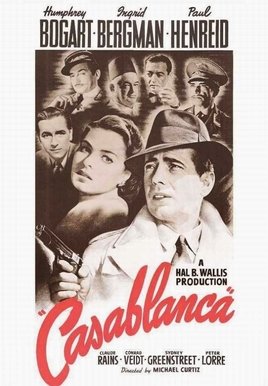 Humphrey Ingrid Paul
BOGART · BERGMAN · HENREID
A
HAL B. WALLIS
PRODUCTION
"Casablanca"
CLAUDE CONRAD SYDNEY PETER
RAINS · VEIDT · GREENSTREET · LORRE
Directed by MICHAEL CURTIZ